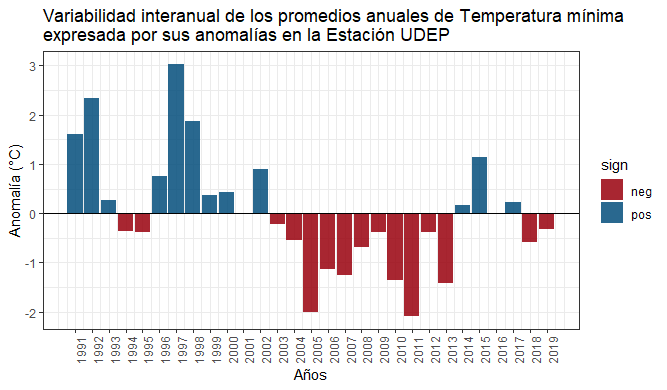 Variabilidad interanual de los promedios anuales de Temperatura mínima
expresada por sus anomalías en la Estación UDEP
3
2
1
0
-1
-2
Anomalía (°C)
1991 1992 1993 1994 1995 1996 1997 1998 1999 2000 2001 2002 2003 2004 2005 2006 2007 2008 2009 2010 2011 2012 2013 2014 2015 2016 2017 2018 2019
Años
sign
neg
pos